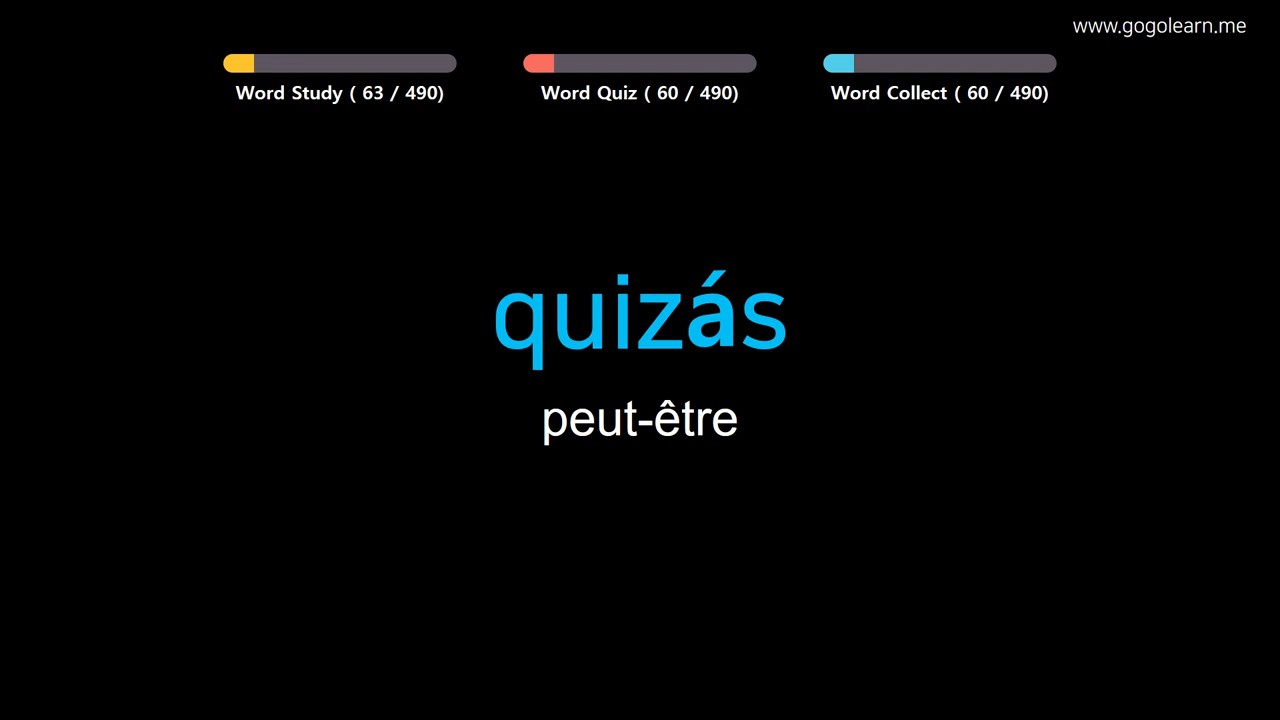 www.gogolearn.me
Word Study ( 63 / 490)
Word Quiz ( 60 / 490)
Word Collect ( 60 / 490)
quizás
peut-être